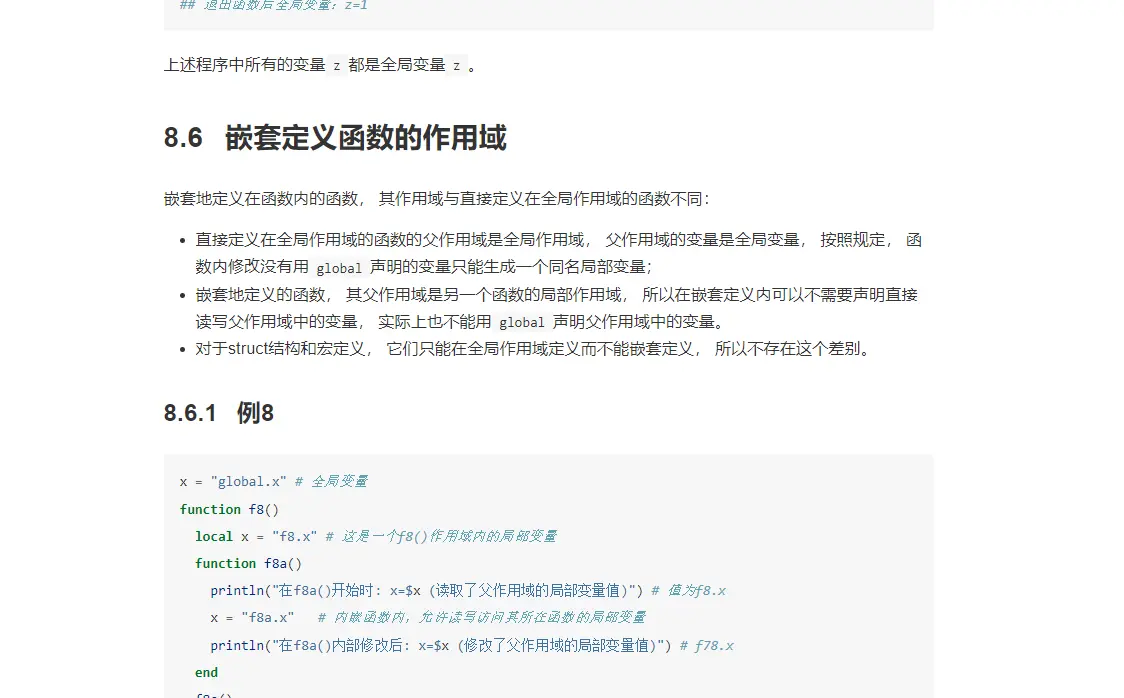 ## 退出函数后全局变量：z=1
上述程序中所有的变量 z 都是全局变量 z 。
8.6 嵌套定义函数的作用域
嵌套地定义在函数内的函数， 其作用域与直接定义在全局作用域的函数不同：
• 直接定义在全局作用域的函数的父作用域是全局作用域， 父作用域的变量是全局变量， 按照规定， 函
数内修改没有用 global 声明的变量只能生成一个同名局部变量；
• 嵌套地定义的函数， 其父作用域是另一个函数的局部作用域， 所以在嵌套定义内可以不需要声明直接
读写父作用域中的变量， 实际上也不能用 global 声明父作用域中的变量。
• 对于struct结构和宏定义， 它们只能在全局作用域定义而不能嵌套定义， 所以不存在这个差别。
8.6.1 例8
x = "global.x" # 全局变量
function f8()
local x = "f8.x" # 这是一个f8()作用域内的局部变量
function f8a()
println("在f8a()开始时: x=$x (读取了父作用域的局部变量值)") # 值为f8.x
x = "f8a.x" # 内嵌函数内，允许读写访问其所在函数的局部变量
println("在f8a()内部修改后: x=$x (修改了父作用域的局部变量值)") # f78.x
end
f8a()